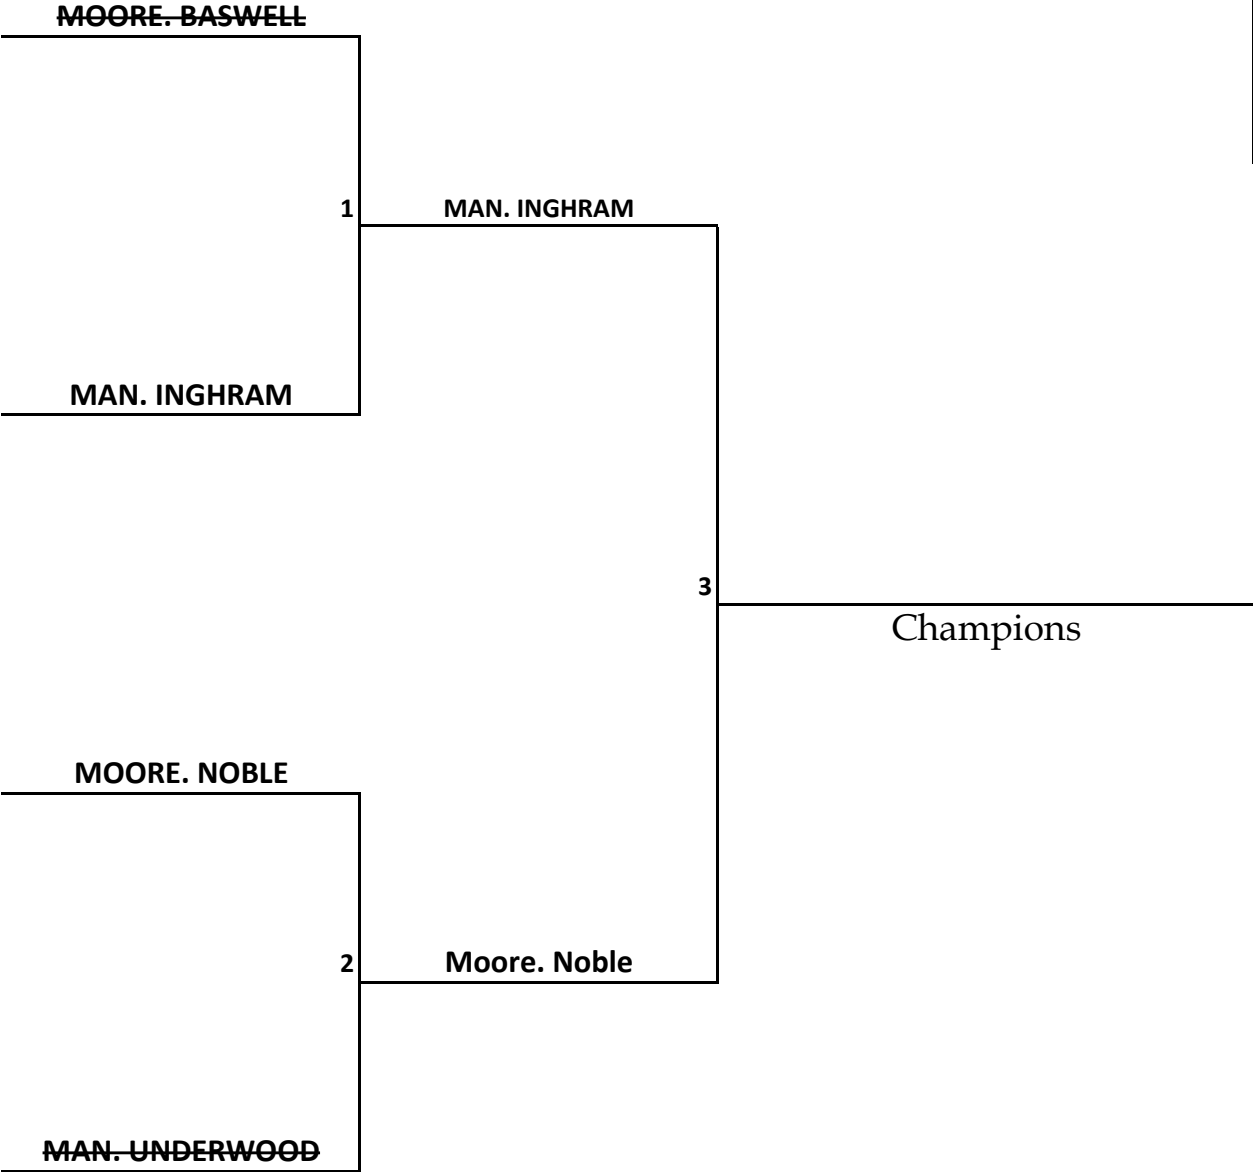 MOORE. BASWELL
1
MAN. INGHRAM
MAN. INGHRAM
3
Champions
MOORE. NOBLE
2
Moore. Noble
MAN. UNDERWOOD